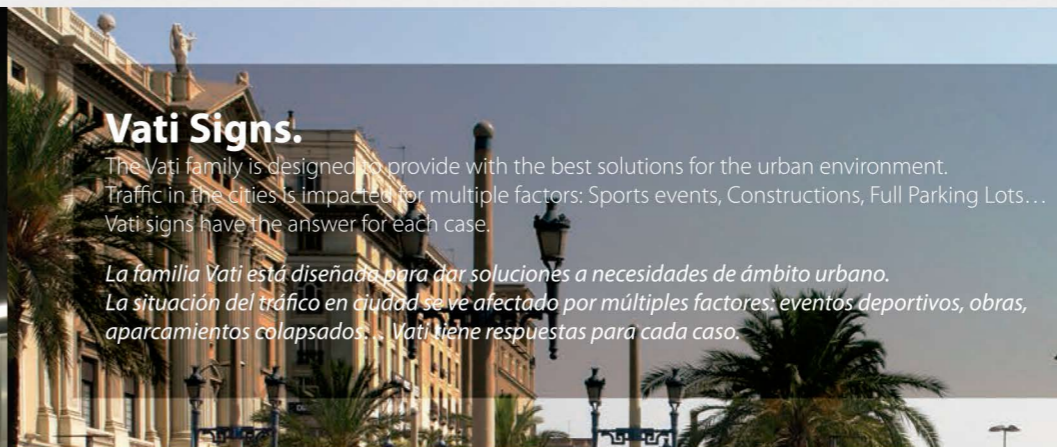 Vati Signs.
The Vati family is designed to provide with the best solutions for the urban environment.
Traffic in the cities is impacted for multiple factors: Sports events, Constructions, Full Parking Lots…
Vati signs have the answer for each case.
La familia Vati está diseñada para dar soluciones a necesidades de ámbito urbano.
La situación del tráfico en ciudad se ve afectado por múltiples factores: eventos deportivos, obras,
aparcamientos colapsados… Vati tiene respuestas para cada caso.